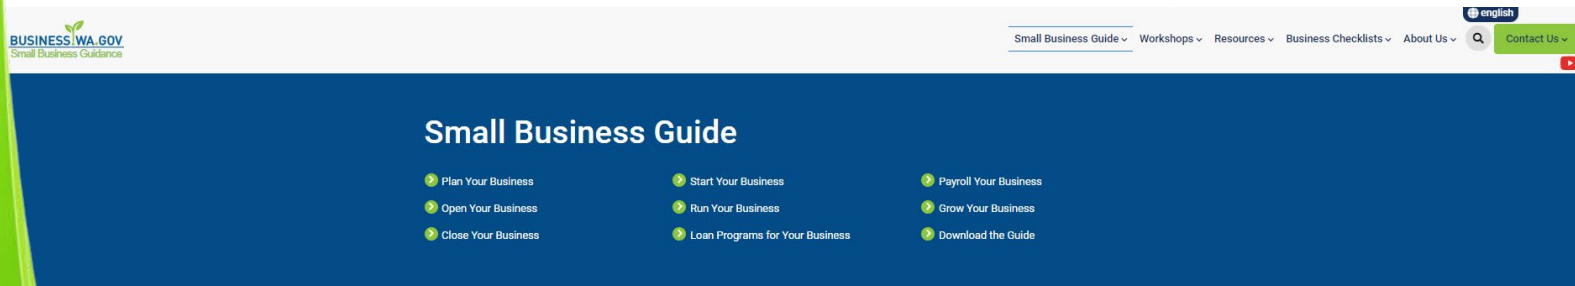 english
BUSINESS WA.GOV
Small Business Guidance
Small Business Guide Workshops Resources Business Checklists About Us Contact Us
Small Business Guide
Plan Your Business Start Your Business Payroll Your Business
Open Your Business Run Your Business Grow Your Business
Close Your Business Loan Programs for Your Business Download the Guide